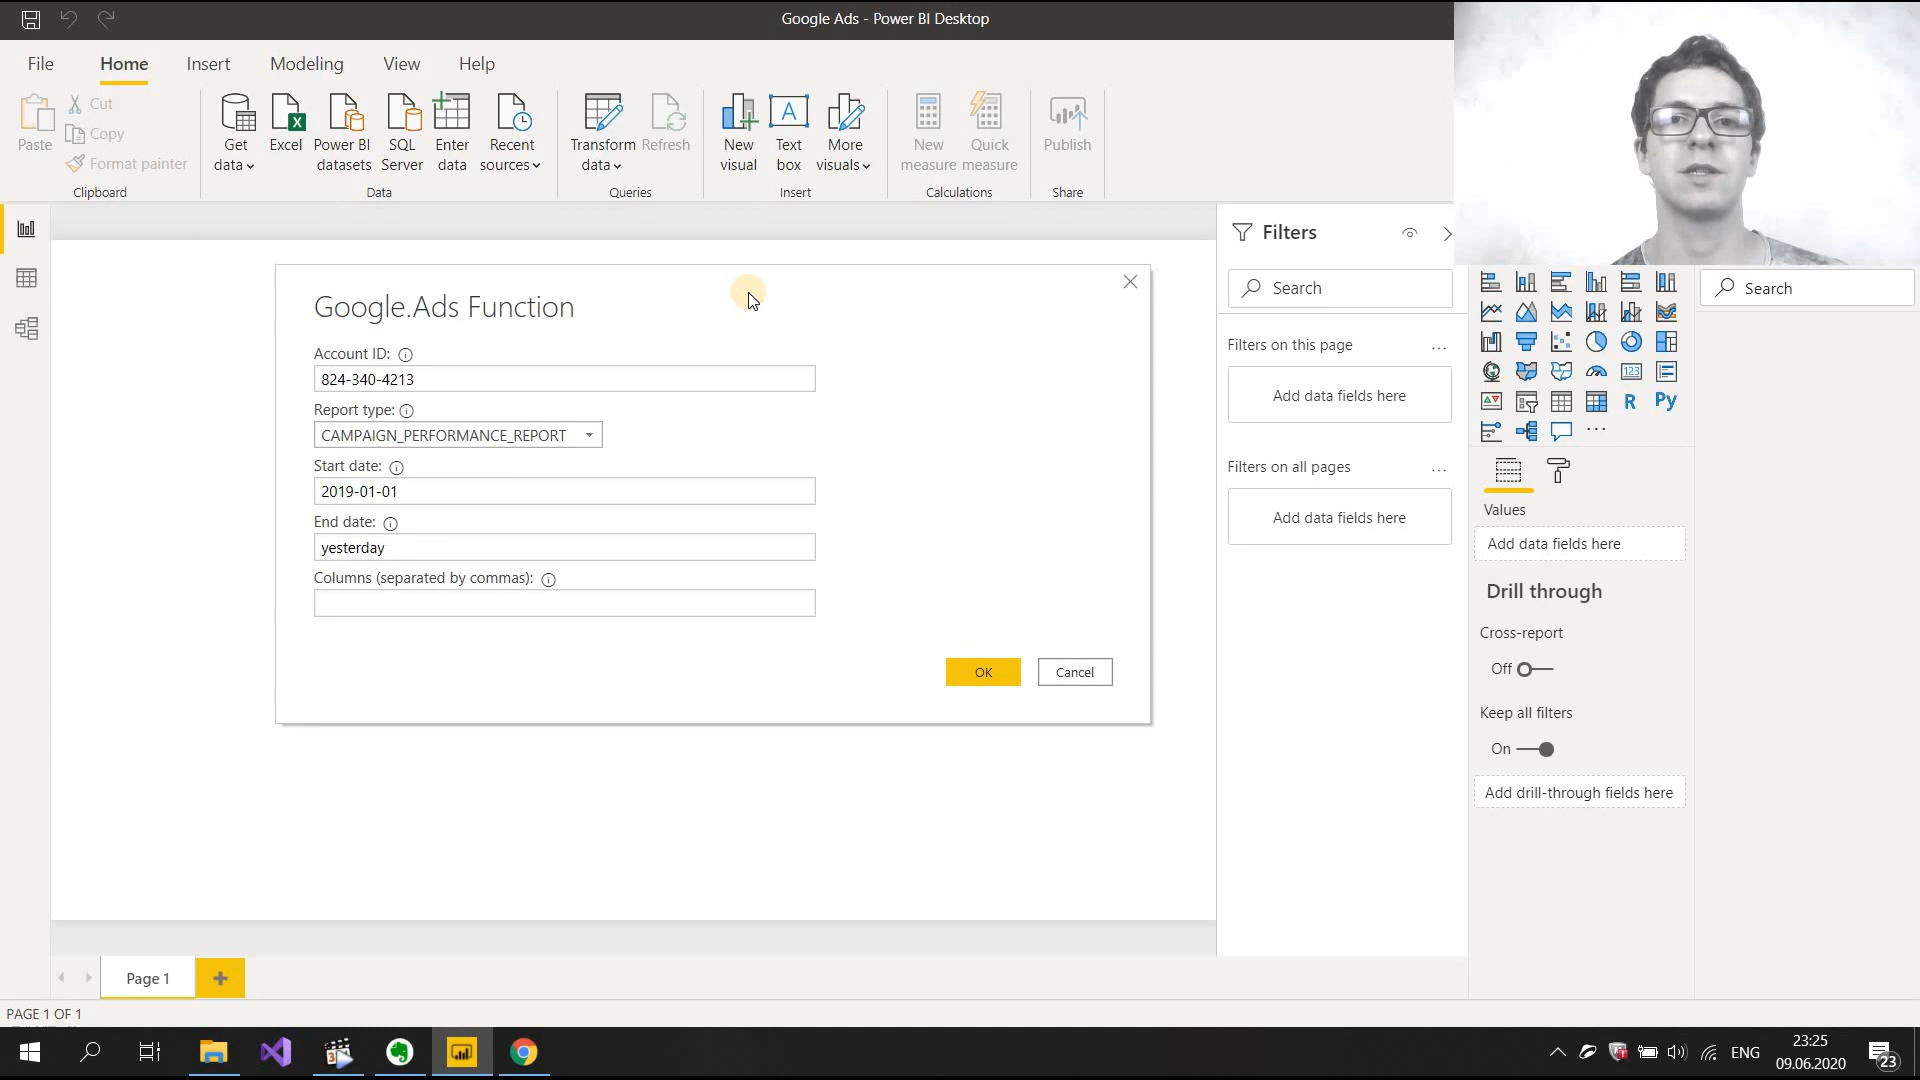 Google Ads - Power BI Desktop
File
Home
Insert
Modeling
View
Help
Paste
Cut
Copy
Format painter
Clipboard
Get
data
Excel
Power BI
datasets
SQL
Server
Enter
data
Recent
sources
Data
Transform
data
Refresh
Queries
New
visual
Text
box
More
visuals
Insert
New
measure
Quick
measure
Calculations
Publish
Share
Google.Ads Function
Account ID:
824-340-4213
Report type:
CAMPAIGN_PERFORMANCE_REPORT
Start date:
2019-01-01
End date:
yesterday
Columns (separated by commas):
OK
Cancel
Filters
Search
Filters on this page
...
Add data fields here
Filters on all pages
...
Add data fields here
123
R
Py
...
Values
Add data fields here
Drill through
Cross-report
Off
Keep all filters
On
Add drill-through fields here
Search
Page 1
PAGE 1 OF 1
ENG
23:25
09.06.2020
23